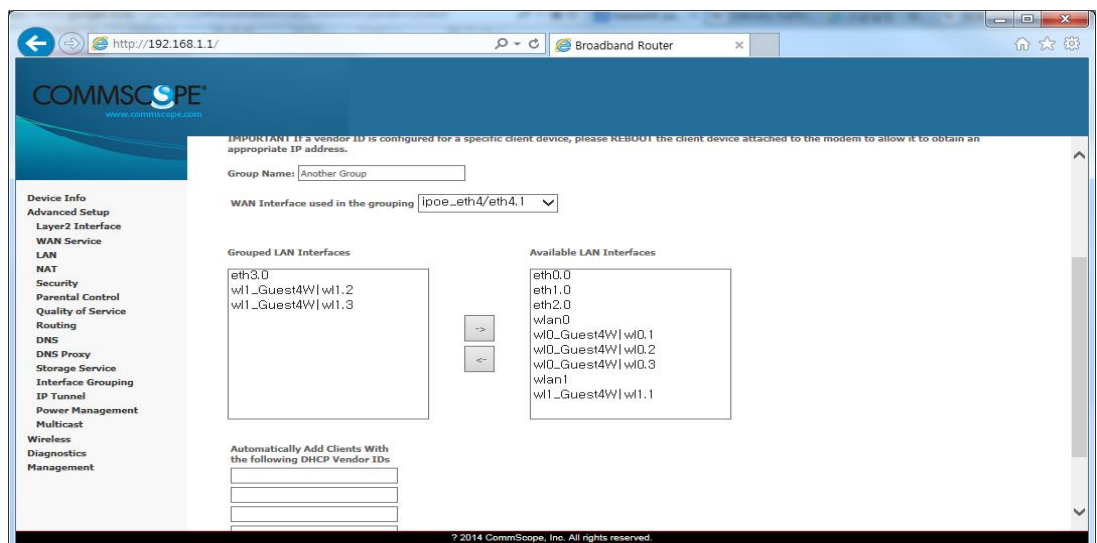 http://192.168.1.1/
Broadband Router
COMMSCOPE®
www.commscope.com
IMPORTANT If a vendor ID is configured for a specific client device, please REBOOT the client device attached to the modem to allow it to obtain an
appropriate IP address.
Group Name: Another Group
WAN Interface used in the grouping ipoe_eth4/eth4.1
Grouped LAN Interfaces
eth3.0
wl1_Guest4W|wl1.2
wl1_Guest4W|wl1.3
->
<-
Available LAN Interfaces
eth0.0
eth1.0
eth2.0
wlan0
wl0_Guest4W|wl0.1
wl0_Guest4W|wl0.2
wl0_Guest4W|wl0.3
wlan1
wl1_Guest4W|wl1.1
Automatically Add Clients With
the following DHCP Vendor IDs
Device Info
Advanced Setup
Layer2 Interface
WAN Service
LAN
NAT
Security
Parental Control
Quality of Service
Routing
DNS
DNS Proxy
Storage Service
Interface Grouping
IP Tunnel
Power Management
Multicast
Wireless
Diagnostics
Management
? 2014 CommScope, Inc. All rights reserved.